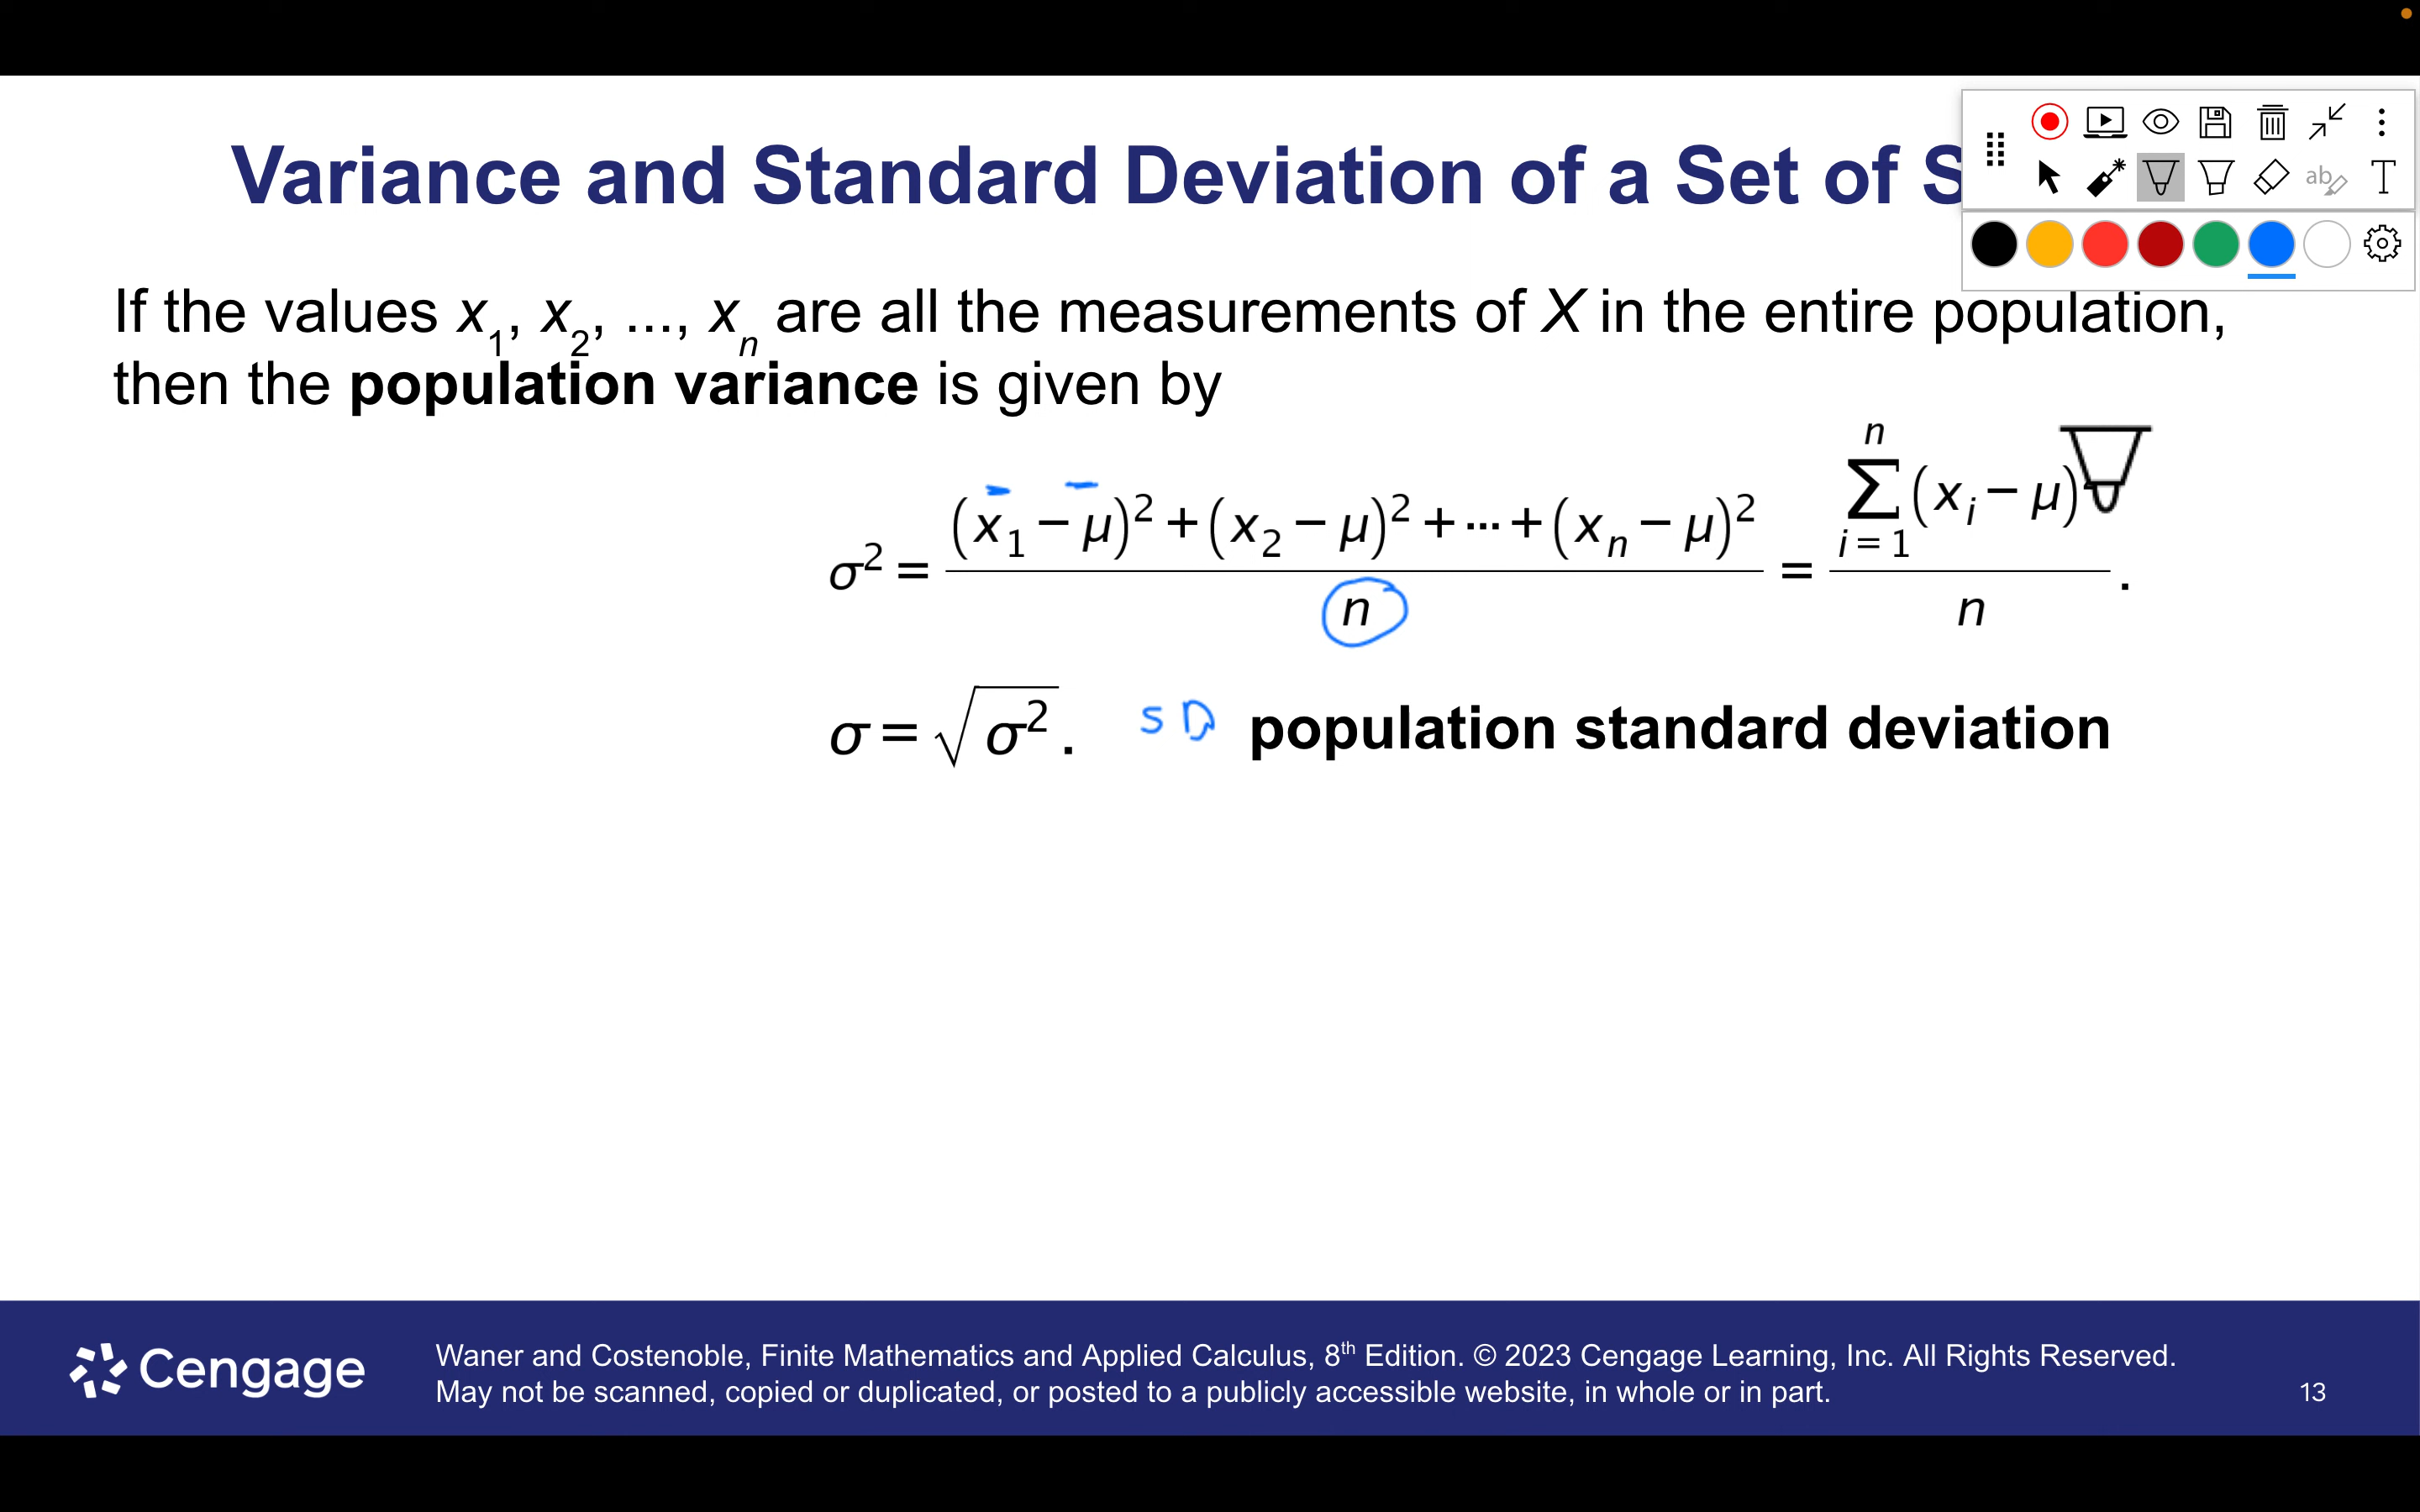 Variance and Standard Deviation of a Set of S
If the values x₁, x₂, ..., xₙ are all the measurements of X in the entire population,
then the population variance is given by
σ² = ((x₁ − μ)² + (x₂ − μ)² + ··· + (xₙ − μ)²) / n = (∑ᵢ₌₁ⁿ (xᵢ − μ)) / n .
σ = √σ² . SD population standard deviation
Cengage
Waner and Costenoble, Finite Mathematics and Applied Calculus, 8th Edition. © 2023 Cengage Learning, Inc. All Rights Reserved.
May not be scanned, copied or duplicated, or posted to a publicly accessible website, in whole or in part.
13
ab
T